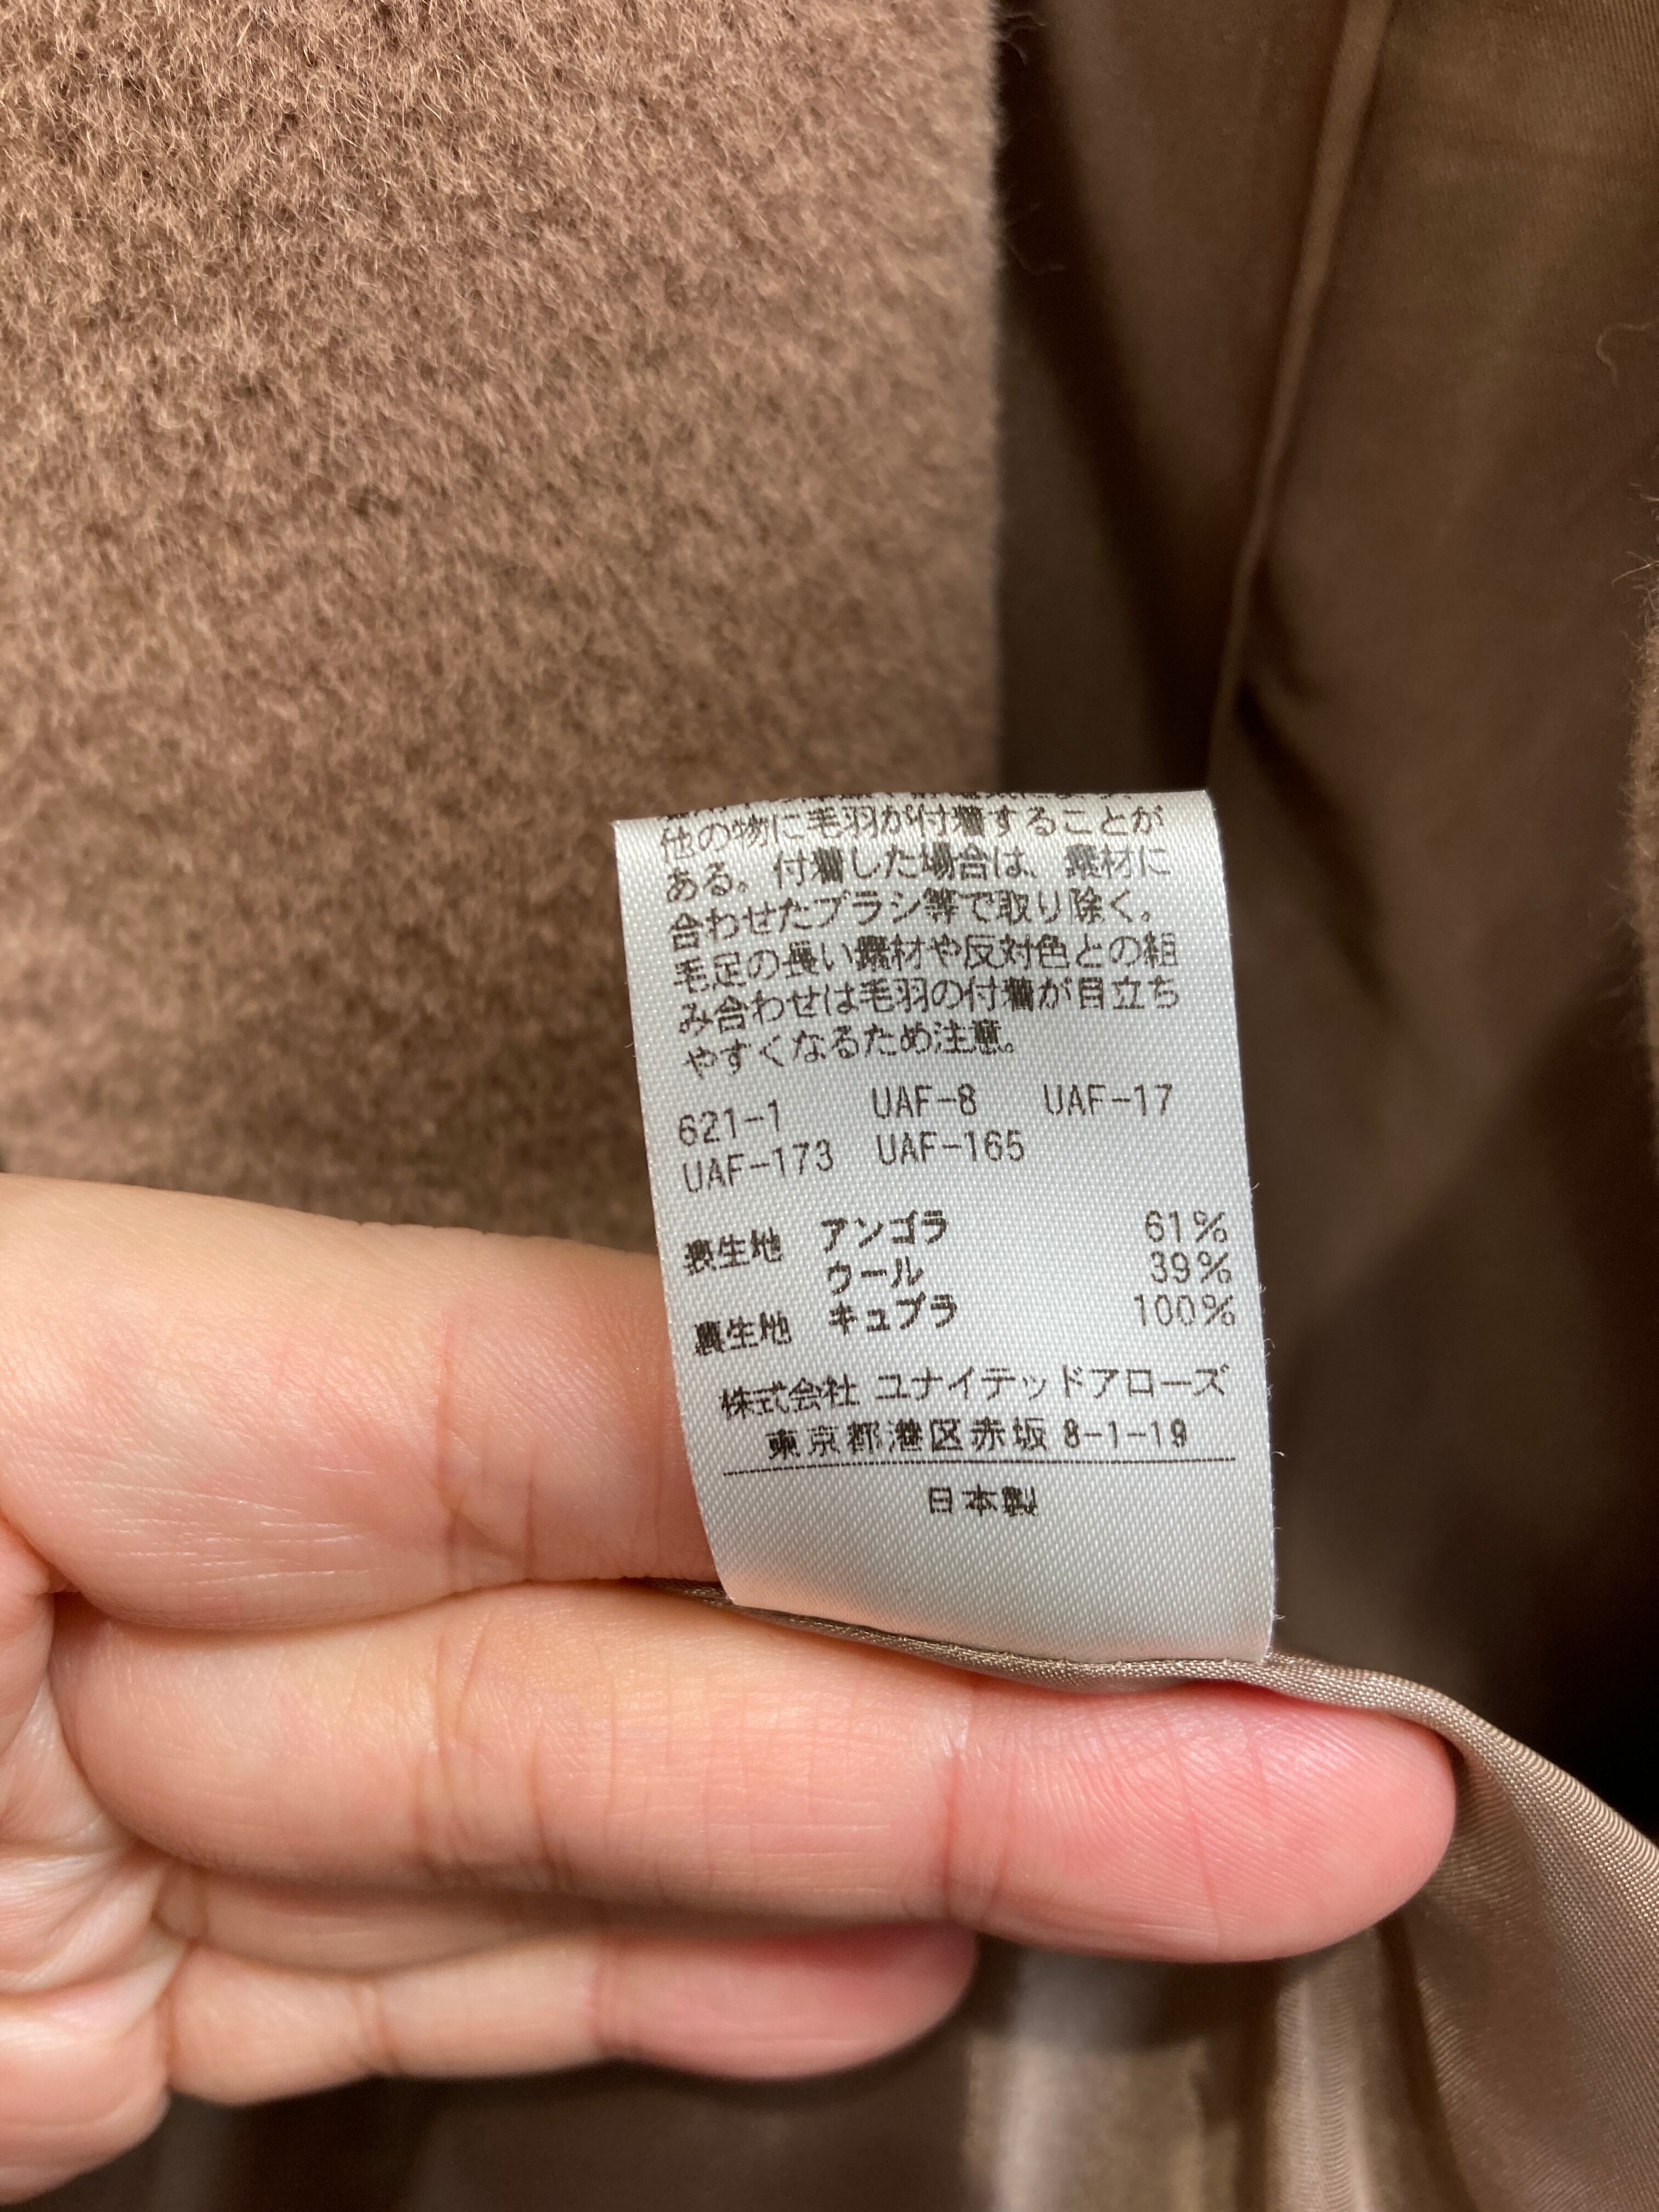 他の物に毛羽が付着することが
ある。付着した場合は、素材に
合わせたブラシ等で取り除く。
毛足の長い素材や反対色との組
み合わせは毛羽の付着が目立ち
やすくなるため注意。
621-1 UAF-8 UAF-17
UAF-173 UAF-165
表生地 アンゴラ 61%
ウール 39%
裏生地 キュプラ 100%
株式会社 ユナイテッドアローズ
東京都港区赤坂 8-1-19
日本製